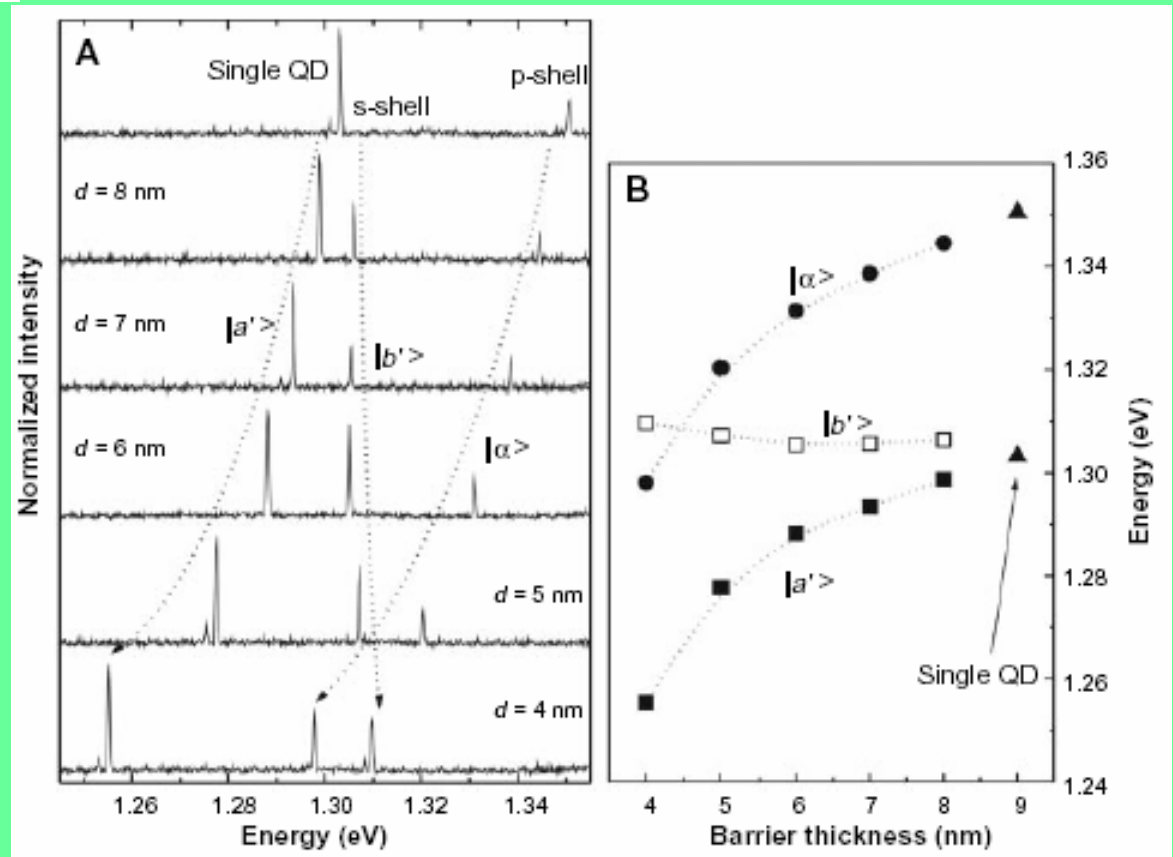 A
Single QD
s-shell
p-shell
d = 8 nm
d = 7 nm
|a'>
|b'>
d = 6 nm
|α>
d = 5 nm
d = 4 nm
Normalized intensity
1.26 1.28 1.30 1.32 1.34
Energy (eV)
B
|α>
|b'>
|a'>
Single QD
1.36
1.34
1.32
1.30
1.28
1.26
1.24
Energy (eV)
4 5 6 7 8 9
Barrier thickness (nm)